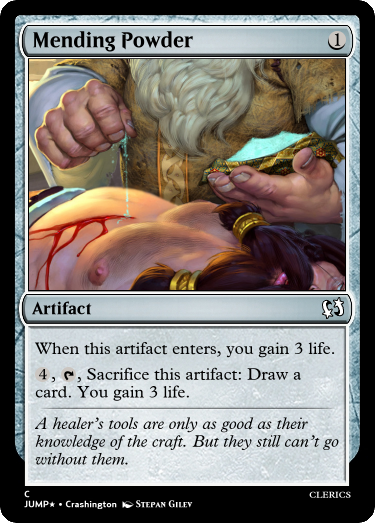 Mending Powder 1
Artifact
When this artifact enters, you gain 3 life.
4, , Sacrifice this artifact: Draw a
card. You gain 3 life.
A healer's tools are only as good as their
knowledge of the craft. But they still can't go
without them.
C CLERICS
JUMP★ • Crashington Stepan Gilev